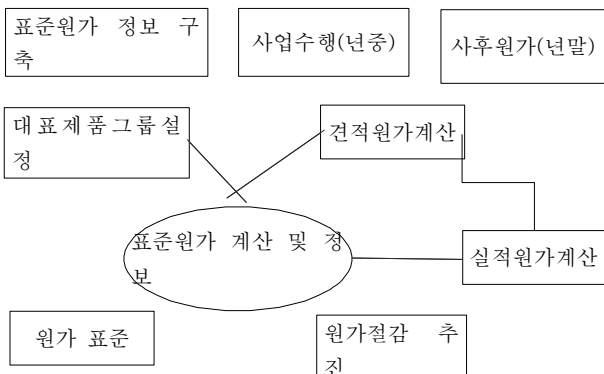 표준원가 정보 구
축
사업수행(년중)
사후원가(년말)
대표제품그룹설
정
견적원가계산
표준원가 계산 및 정
보
실적원가계산
원가 표준
원가절감 추
진